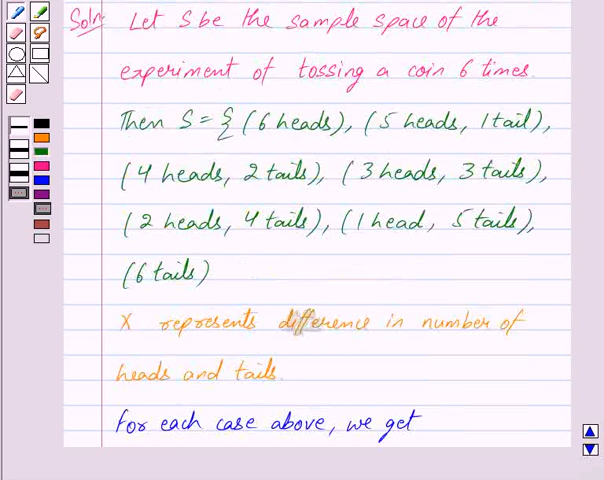 Soln: Let S be the sample space of the
experiment of tossing a coin 6 times.
Then S = { (6 heads), (5 heads, 1 tail),
(4 heads, 2 tails), (3 heads, 3 tails),
(2 heads, 4 tails), (1 head, 5 tails),
(6 tails)
X represents difference in number of
heads and tails.
For each case above, we get